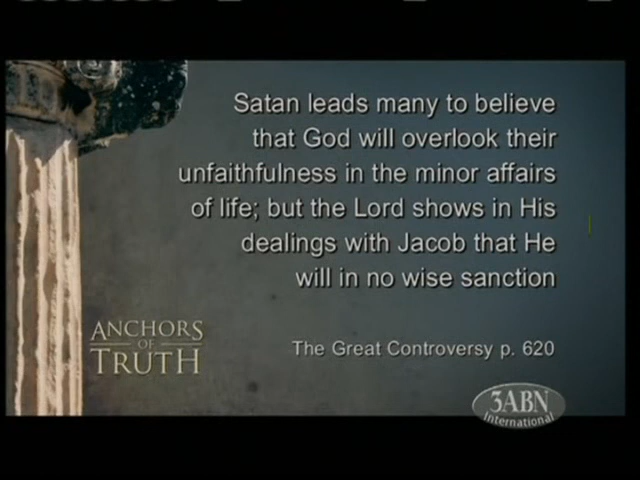 Satan leads many to believe
that God will overlook their
unfaithfulness in the minor affairs
of life; but the Lord shows in His
dealings with Jacob that He
will in no wise sanction
The Great Controversy p. 620
ANCHORS
OF
TRUTH
3ABN
International